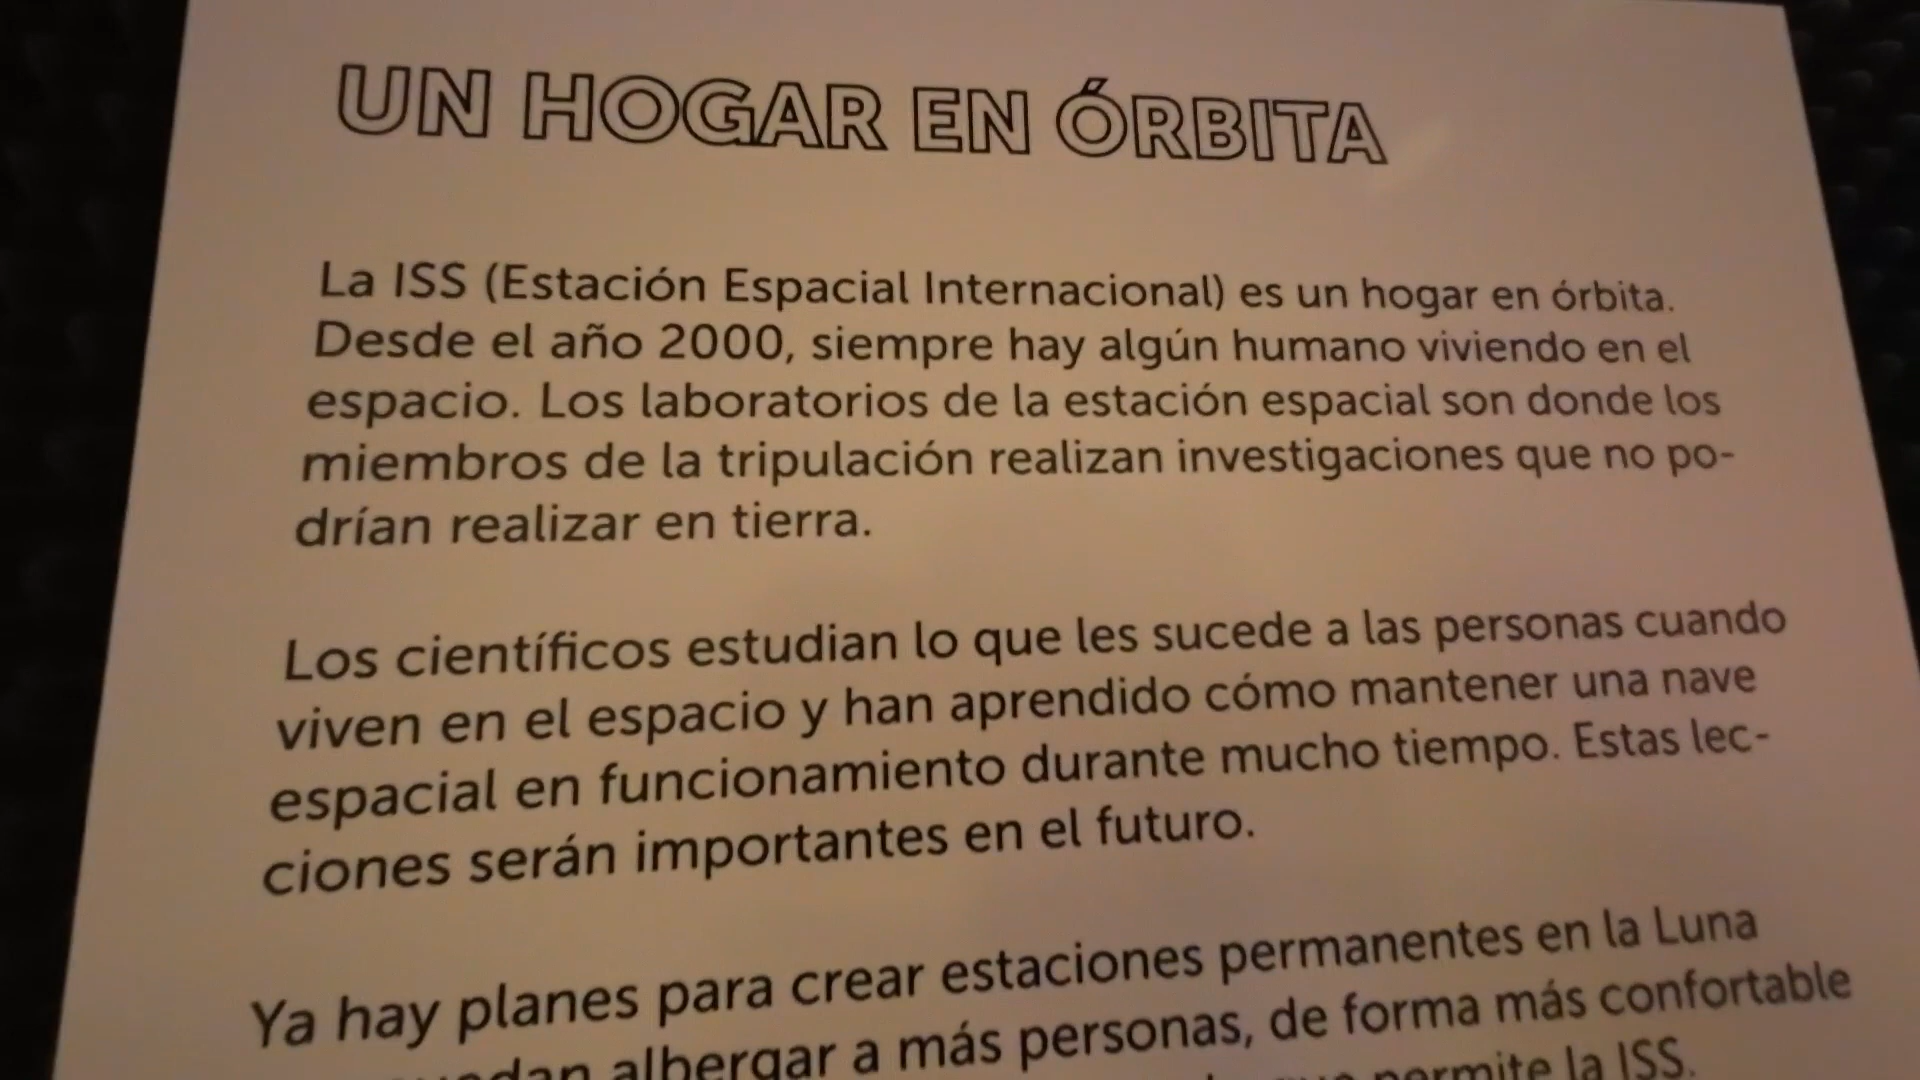 UN HOGAR EN ÓRBITA
La ISS (Estación Espacial Internacional) es un hogar en órbita.
Desde el año 2000, siempre hay algún humano viviendo en el
espacio. Los laboratorios de la estación espacial son donde los
miembros de la tripulación realizan investigaciones que no po-
drían realizar en tierra.
Los científicos estudian lo que les sucede a las personas cuando
viven en el espacio y han aprendido cómo mantener una nave
espacial en funcionamiento durante mucho tiempo. Estas lec-
ciones serán importantes en el futuro.
Ya hay planes para crear estaciones permanentes en la Luna
albergar a más personas, de forma más confortable
permite la ISS.